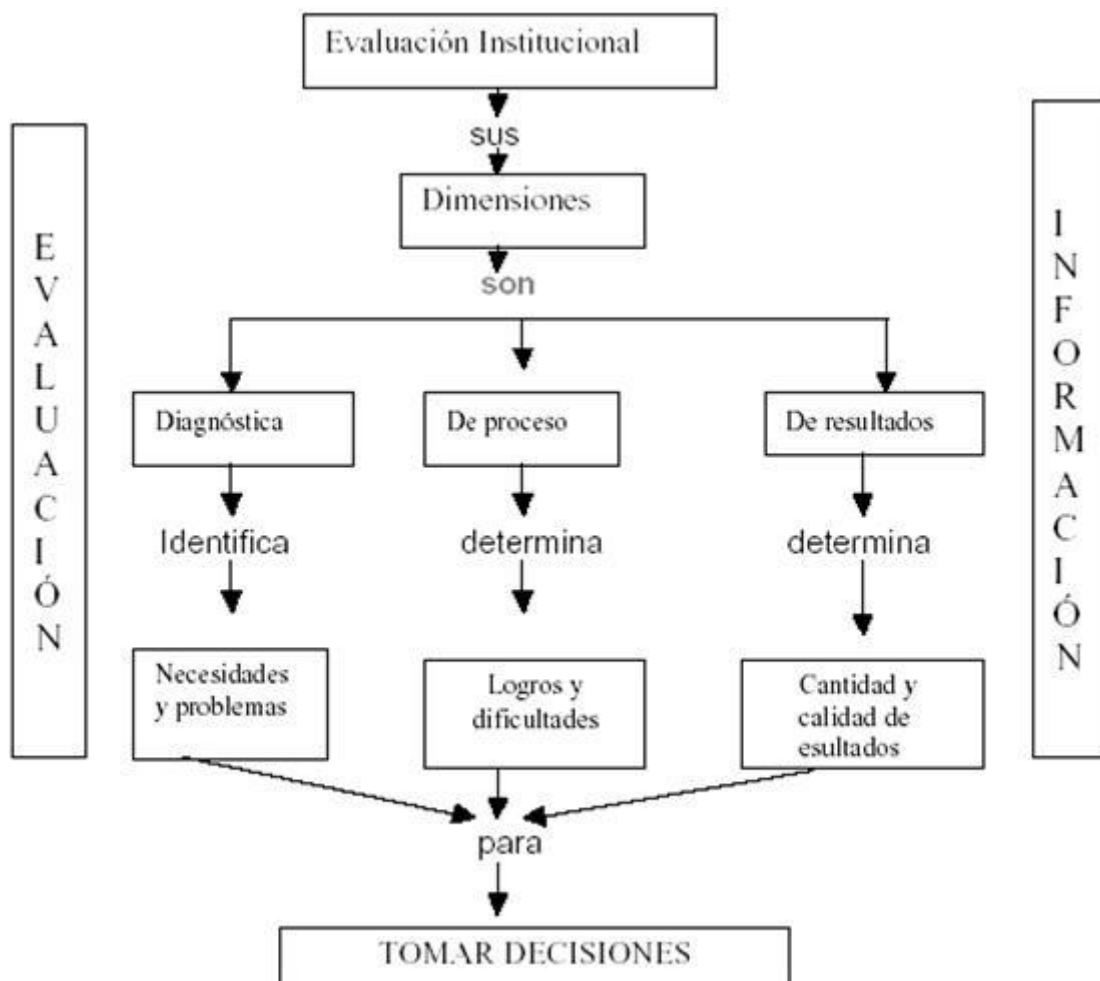 Evaluación Institucional
sus
Dimensiones
son
EVALUACIÓN
INFORMACIÓN
Diagnóstica
De proceso
De resultados
Identifica
determina
determina
Necesidades
y problemas
Logros y
dificultades
Cantidad y
calidad de
esultados
para
TOMAR DECISIONES